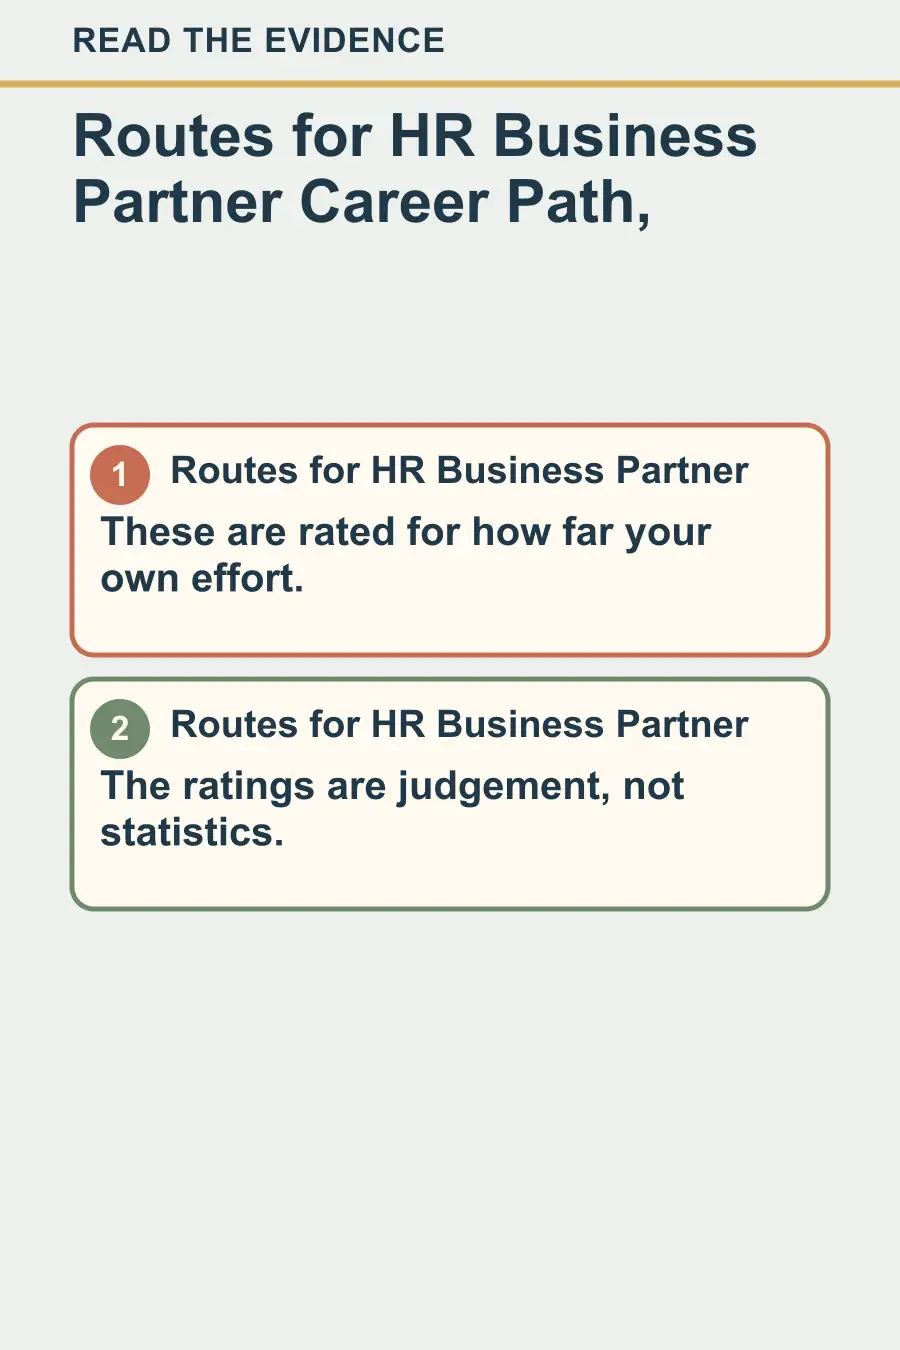 READ THE EVIDENCE
Routes for HR Business
Partner Career Path,
1 Routes for HR Business Partner
These are rated for how far your
own effort.
2 Routes for HR Business Partner
The ratings are judgement, not
statistics.